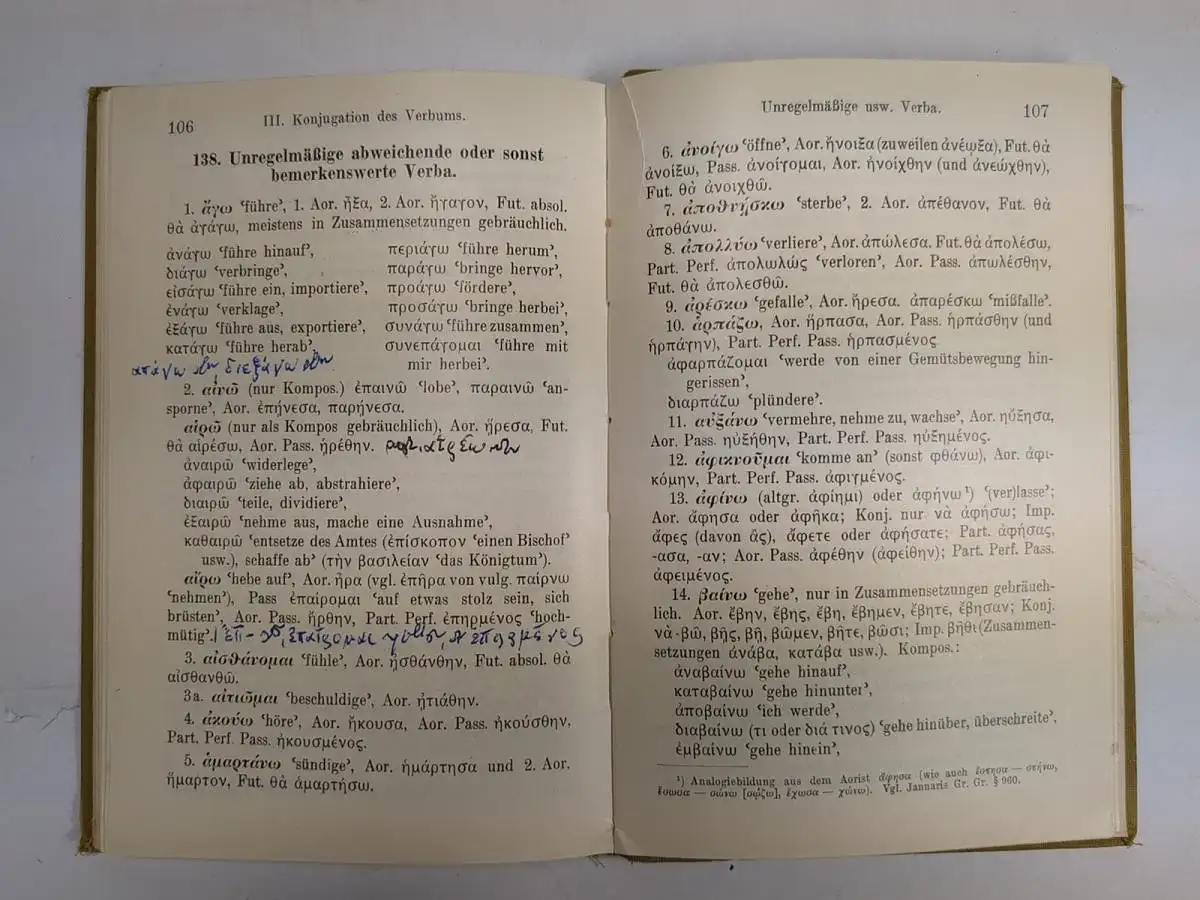 106
III. Konjugation des Verbums.
138. Unregelmäßige abweichende oder sonst
bemerkenswerte Verba.
1. ἄγω ‘führe’, 1. Aor. ἦξα, 2. Aor. ἤγαγον, Fut. absol.
θὰ ἀγάγω, meistens in Zusammensetzungen gebräuchlich.
ἀνάγω ‘führe hinauf’,
διάγω ‘verbringe’,
εἰσάγω ‘führe ein, importiere’,
ἐνάγω ‘verklage’,
ἐξάγω ‘führe aus, exportiere’,
κατάγω ‘führe herab’,
περιάγω ‘führe herum’,
παράγω ‘bringe hervor’,
προάγω ‘fördere’,
προσάγω ‘bringe herbei’,
συνάγω ‘führe zusammen’,
συνεπάγομαι ‘führe mit
mir herbei’.
ἀπάγω διεξάγω
2. αἰνῶ (nur Kompos.) ἐπαινῶ ‘lobe’, παραινῶ ‘an-
sporne’, Aor. ἐπήνεσα, παρήνεσα.
αἱρῶ (nur als Kompos gebräuchlich), Aor. ᾕρεσα, Fut.
θὰ αἱρέσω, Aor. Pass. ᾑρέθην.
ἀναιρῶ ‘widerlege’,
ἀφαιρῶ ‘ziehe ab, abstrahiere’,
διαιρῶ ‘teile, dividiere’,
ἐξαιρῶ ‘nehme aus, mache eine Ausnahme’,
καθαιρῶ ‘entsetze des Amtes (ἐπίσκοπον ‘einen Bischof’
usw.), schaffe ab’ (τὴν βασιλείαν ‘das Königtum’).
αἴρω ‘hebe auf’, Aor. ἦρα (vgl. ἐπῆρα von vulg. παίρνω
‘nehmen’), Pass ἐπαίρομαι ‘auf etwas stolz sein, sich
brüsten’, Aor. Pass. ἤρθην, Part. Perf. ἐπηρμένος ‘hoch-
mütig’.
3. αἰσθάνομαι ‘fühle’, Aor. ᾐσθάνθην, Fut. absol. θὰ
αἰσθανθῶ.
3a. αἰτιῶμαι ‘beschuldige’, Aor. ᾐτιάθην.
4. ἀκούω ‘höre’, Aor. ἤκουσα, Aor. Pass. ἠκούσθην,
Part. Perf. Pass. ἠκουσμένος.
5. ἁμαρτάνω ‘sündige’, Aor. ἡμάρτησα und 2. Aor.
ἥμαρτον, Fut. θὰ ἁμαρτήσω.
Unregelmäßige usw. Verba.
107
6. ἀνοίγω ‘öffne’, Aor. ἤνοιξα (zuweilen ἀνέῳξα), Fut. θὰ
ἀνοίξω, Pass. ἀνοίγομαι, Aor. ἠνοίχθην (und ἀνεῴχθην),
Fut. θὰ ἀνοιχθῶ.
7. ἀποθνῄσκω ‘sterbe’, 2. Aor. ἀπέθανον, Fut. θὰ
ἀποθάνω.
8. ἀπολλύω ‘verliere’, Aor. ἀπώλεσα. Fut. θὰ ἀπολέσω,
Part. Perf. ἀπολωλώς ‘verloren’, Aor. Pass. ἀπωλέσθην,
Fut. θὰ ἀπολεσθῶ.
9. ἀρέσκω ‘gefalle’, Aor. ἤρεσα. ἀπαρέσκω ‘mißfalle’.
10. ἁρπάζω, Aor. ἥρπασα, Aor. Pass. ἡρπάσθην (und
ἡρπάγην), Part. Perf. Pass. ἡρπασμένος
ἀφαρπάζομαι ‘werde von einer Gemütsbewegung hin-
gerissen’,
διαρπάζω ‘plündere’.
11. αὐξάνω ‘vermehre, nehme zu, wachse’, Aor. ηὔξησα,
Aor. Pass. ηὐξήθην, Part. Perf. Pass. ηὐξημένος.
12. ἀφικνοῦμαι ‘komme an’ (sonst φθάνω), Aor. ἀφι-
κόμην, Part. Perf. Pass. ἀφιγμένος.
13. ἀφίνω (altgr. ἀφίημι) oder ἀφήνω¹) ‘(ver)lasse’;
Aor. ἄφησα oder ἀφῆκα; Konj. nur νὰ ἀφήσω; Imp.
ἄφες (davon ἄς), ἄφετε oder ἀφήσατε; Part. ἀφήσας,
-ασα, -αν; Aor. Pass. ἀφέθην (ἀφείθην); Part. Perf. Pass.
ἀφειμένος.
14. βαίνω ‘gehe’, nur in Zusammensetzungen gebräuch-
lich. Aor. ἔβην, ἔβης, ἔβη, ἔβημεν, ἔβητε, ἔβησαν; Konj.
νὰ-βῶ, βῇς, βῇ, βῶμεν, βῆτε, βῶσι; Imp. βῆθι (Zusammen-
setzungen ἀνάβα, κατάβα usw.). Kompos.:
ἀναβαίνω ‘gehe hinauf’,
καταβαίνω ‘gehe hinunter’,
ἀποβαίνω ‘ich werde’,
διαβαίνω (τι oder διά τινος) ‘gehe hinüber, überschreite’,
ἐμβαίνω ‘gehe hinein’,
¹) Analogiebildung aus dem Aorist ἄφησα (wie auch ἔστησα — στήνω,
ἔσωσα — σώνω [σῴζω], ἔχωσα — χώνω). Vgl. Jannaris Gr. Gr. § 960.